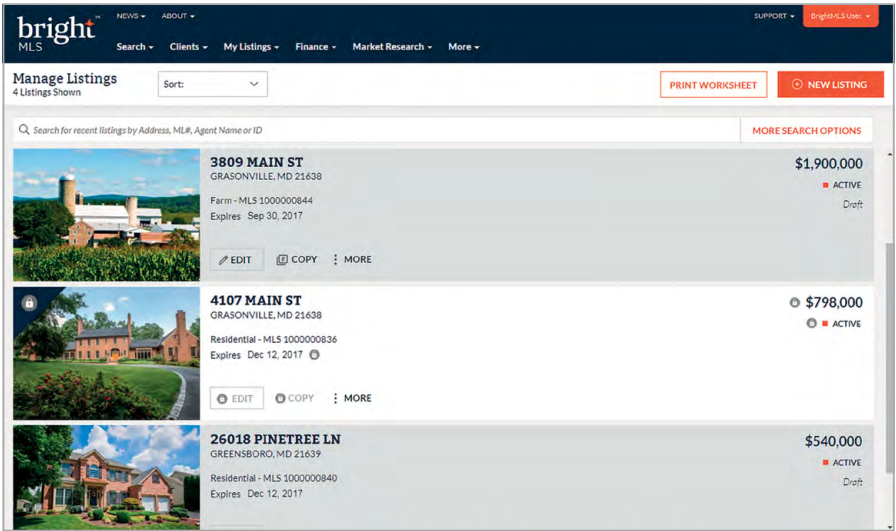 bright™
MLS
NEWS
ABOUT
SUPPORT
BrightMLS User
Search
Clients
My Listings
Finance
Market Research
More
Manage Listings
4 Listings Shown
Sort:
PRINT WORKSHEET
NEW LISTING
Search for recent listings by Address, ML#, Agent Name or ID
MORE SEARCH OPTIONS
3809 MAIN ST
GRASONVILLE, MD 21638
Farm - MLS 1000000844
Expires Sep 30, 2017
EDIT
COPY
MORE
$1,900,000
ACTIVE
Draft
4107 MAIN ST
GRASONVILLE, MD 21638
Residential - MLS 1000000836
Expires Dec 12, 2017
EDIT
COPY
MORE
$798,000
ACTIVE
26018 PINETREE LN
GREENSBORO, MD 21639
Residential - MLS 1000000840
Expires Dec 12, 2017
$540,000
ACTIVE
Draft